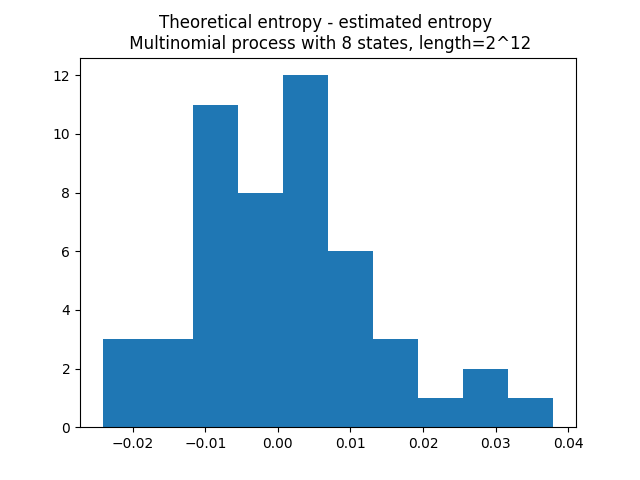 Theoretical entropy - estimated entropy
Multinomial process with 8 states, length=2^12
12
10
8
6
4
2
0
−0.02 −0.01 0.00 0.01 0.02 0.03 0.04